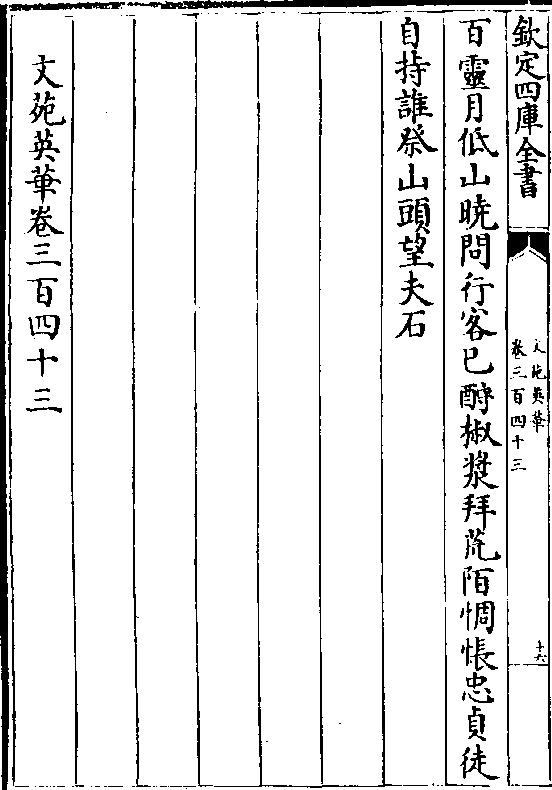 欽定四庫全書
文苑英華
卷三百四十三
十六
百靈月低山曉問行客已酹椒漿拜荒陌惆悵忠貞徒
自持誰祭山頭望夫石
文苑英華卷三百四十三